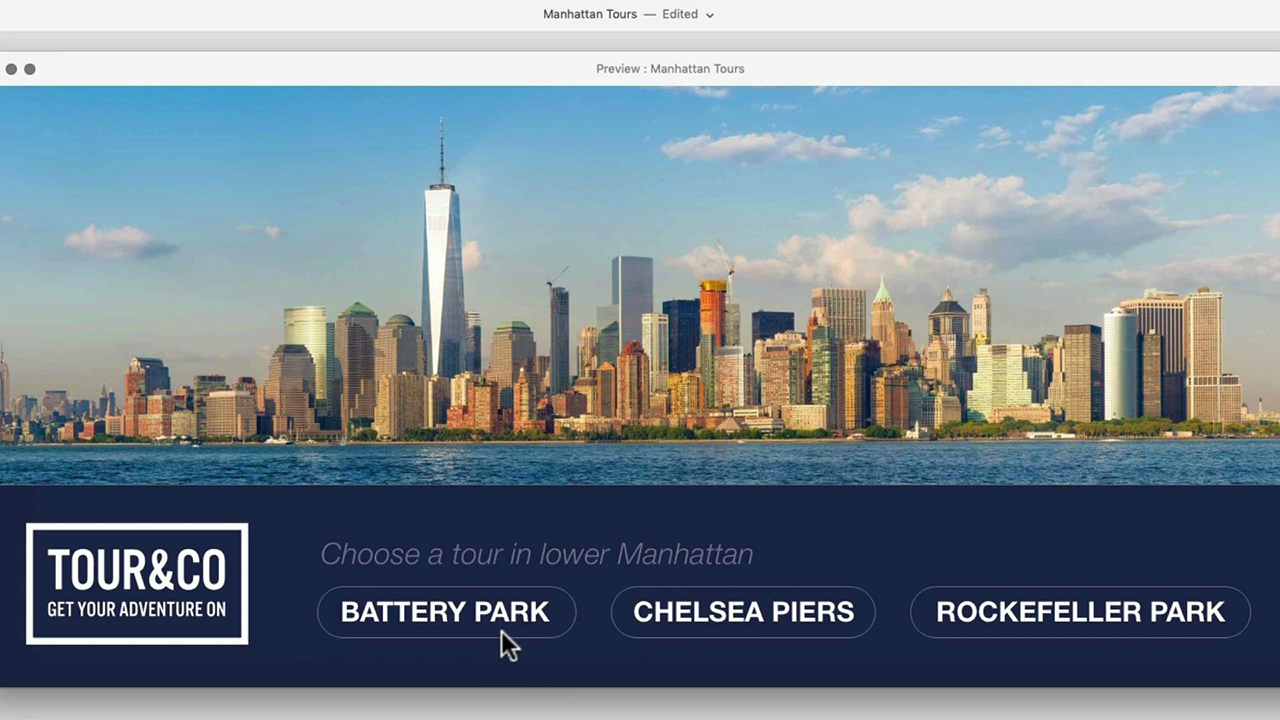 Manhattan Tours — Edited
Preview : Manhattan Tours
TOUR&CO
GET YOUR ADVENTURE ON
Choose a tour in lower Manhattan
BATTERY PARK
CHELSEA PIERS
ROCKEFELLER PARK